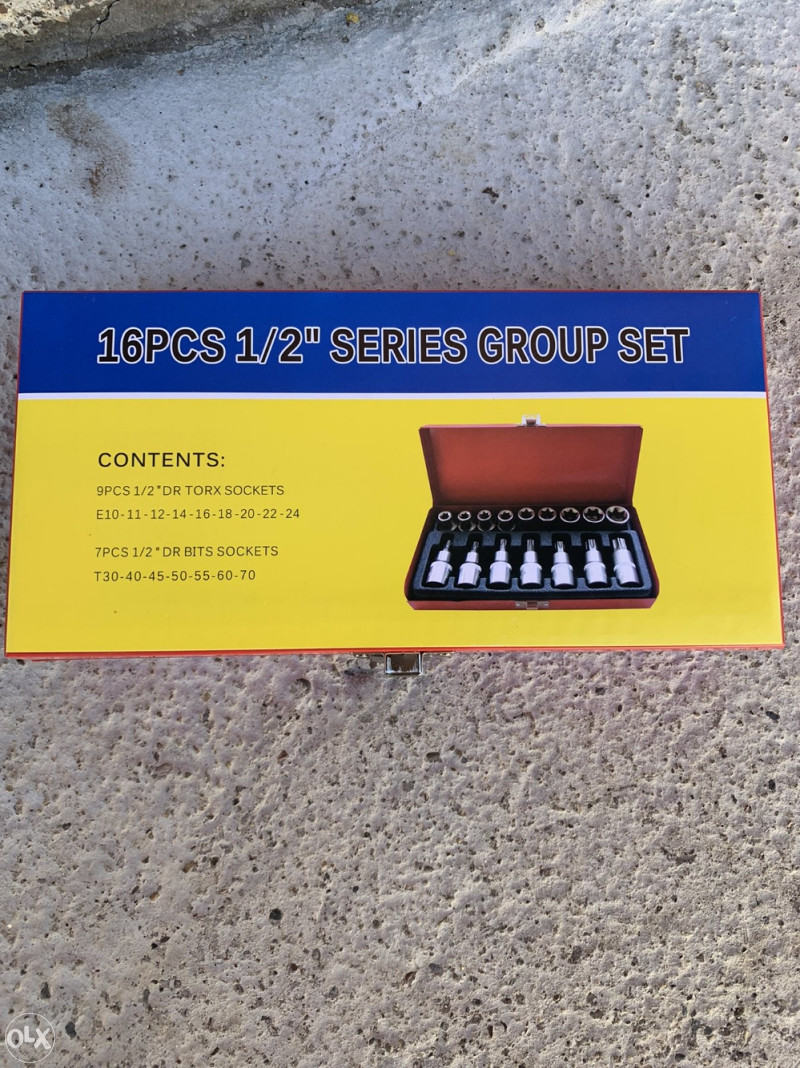 16PCS 1/2" SERIES GROUP SET
CONTENTS:
9PCS 1/2"DR TORX SOCKETS
E10-11-12-14-16-18-20-22-24
7PCS 1/2"DR BITS SOCKETS
T30-40-45-50-55-60-70
OLX